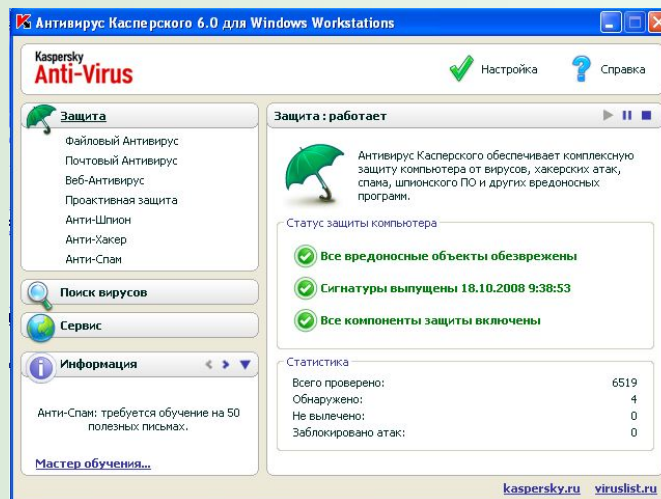 Антивирус Касперского 6.0 для Windows Workstations
Kaspersky
Anti-Virus
Настройка
Справка
Защита
Файловый Антивирус
Почтовый Антивирус
Веб-Антивирус
Проактивная защита
Анти-Шпион
Анти-Хакер
Анти-Спам
Поиск вирусов
Сервис
Информация
Анти-Спам: требуется обучение на 50
полезных письмах.
Мастер обучения...
Защита : работает
Антивирус Касперского обеспечивает комплексную
защиту компьютера от вирусов, хакерских атак,
спама, шпионского ПО и других вредоносных
программ.
Статус защиты компьютера
Все вредоносные объекты обезврежены
Сигнатуры выпущены 18.10.2008 9:38:53
Все компоненты защиты включены
Статистика
Всего проверено: 6519
Обнаружено: 4
Не вылечено: 0
Заблокировано атак: 0
kaspersky.ru viruslist.ru